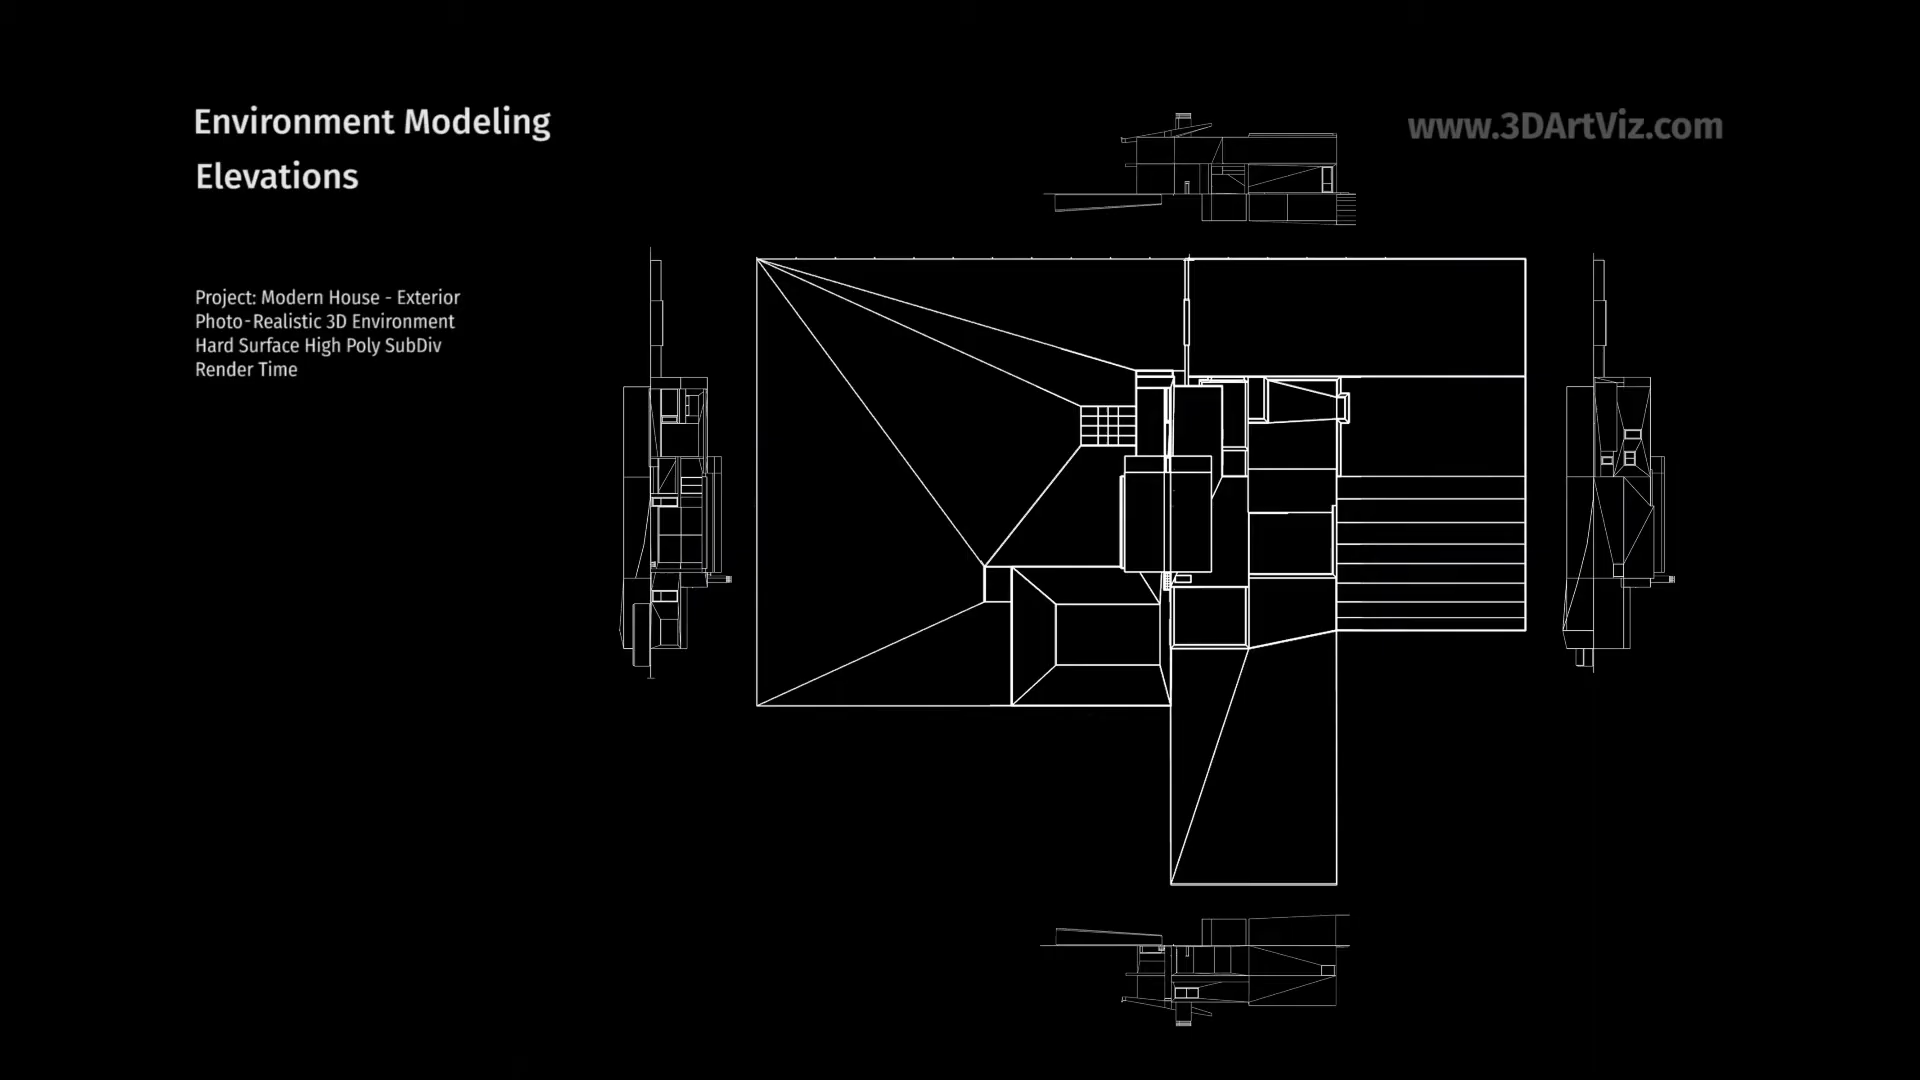 Environment Modeling
Elevations
www.3DArtViz.com
Project: Modern House - Exterior
Photo-Realistic 3D Environment
Hard Surface High Poly SubDiv
Render Time